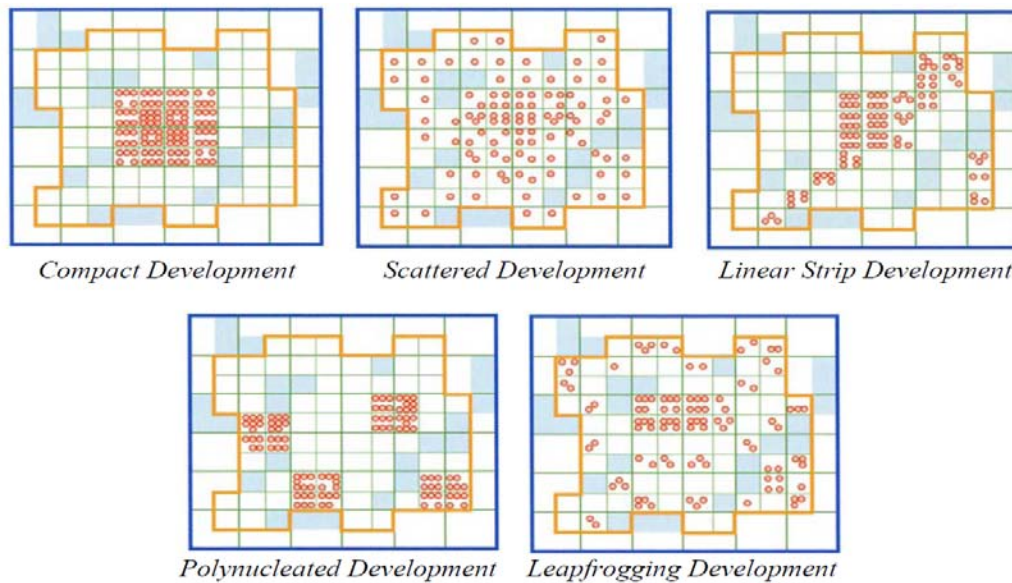 Compact Development
Scattered Development
Linear Strip Development
Polynucleated Development
Leapfrogging Development